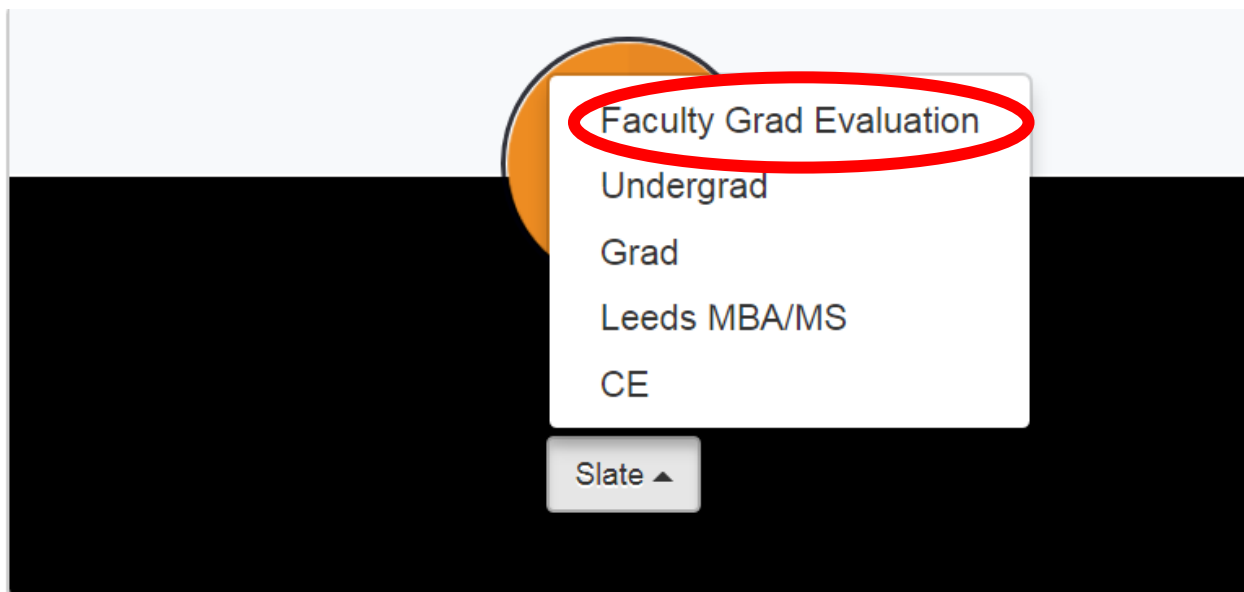 Faculty Grad Evaluation
Undergrad
Grad
Leeds MBA/MS
CE
Slate